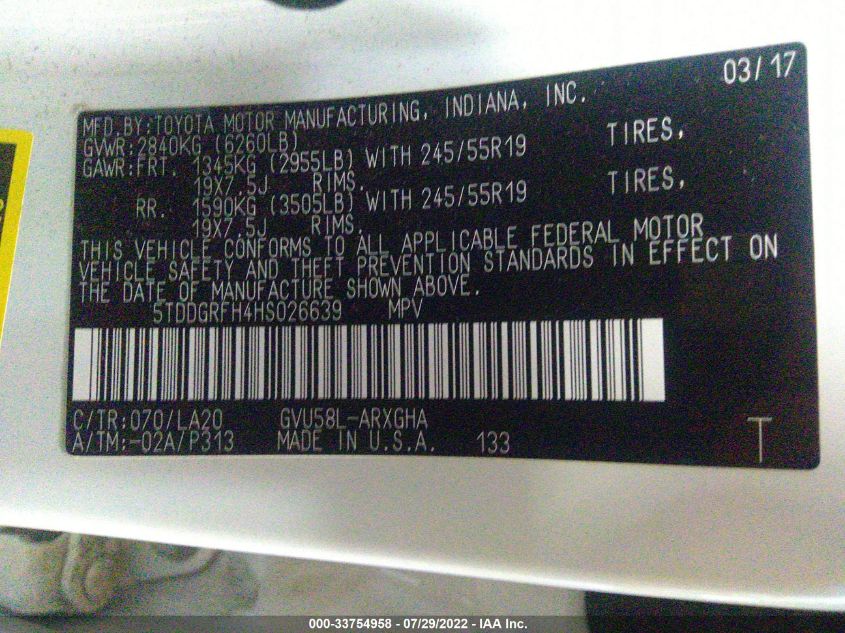 03/17
MFD.BY:TOYOTA MOTOR MANUFACTURING, INDIANA, INC.
GVWR:2840KG (6260LB)
GAWR:FRT. 1345KG (2955LB) WITH 245/55R19 TIRES,
19X7.5J RIMS.
RR. 1590KG (3505LB) WITH 245/55R19 TIRES,
19X7.5J RIMS.
THIS VEHICLE CONFORMS TO ALL APPLICABLE FEDERAL MOTOR
VEHICLE SAFETY AND THEFT PREVENTION STANDARDS IN EFFECT ON
THE DATE OF MANUFACTURE SHOWN ABOVE.
5TDDGRFH4HS026639 MPV
C/TR:070/LA20 GVU58L-ARXGHA
A/TM:-02A/P313 MADE IN U.S.A. 133 T
000-33754958 - 07/29/2022 - IAA Inc.